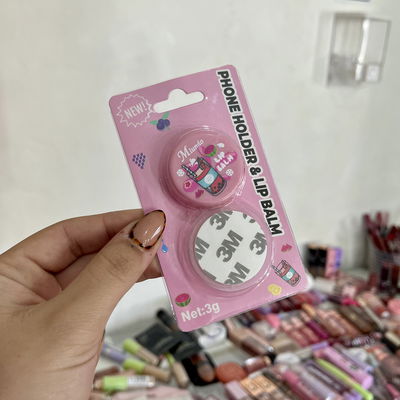 NEW!
PHONE HOLDER & LIP BALM
LIP
BALM
3M
3M
3M
3M
Net:3g